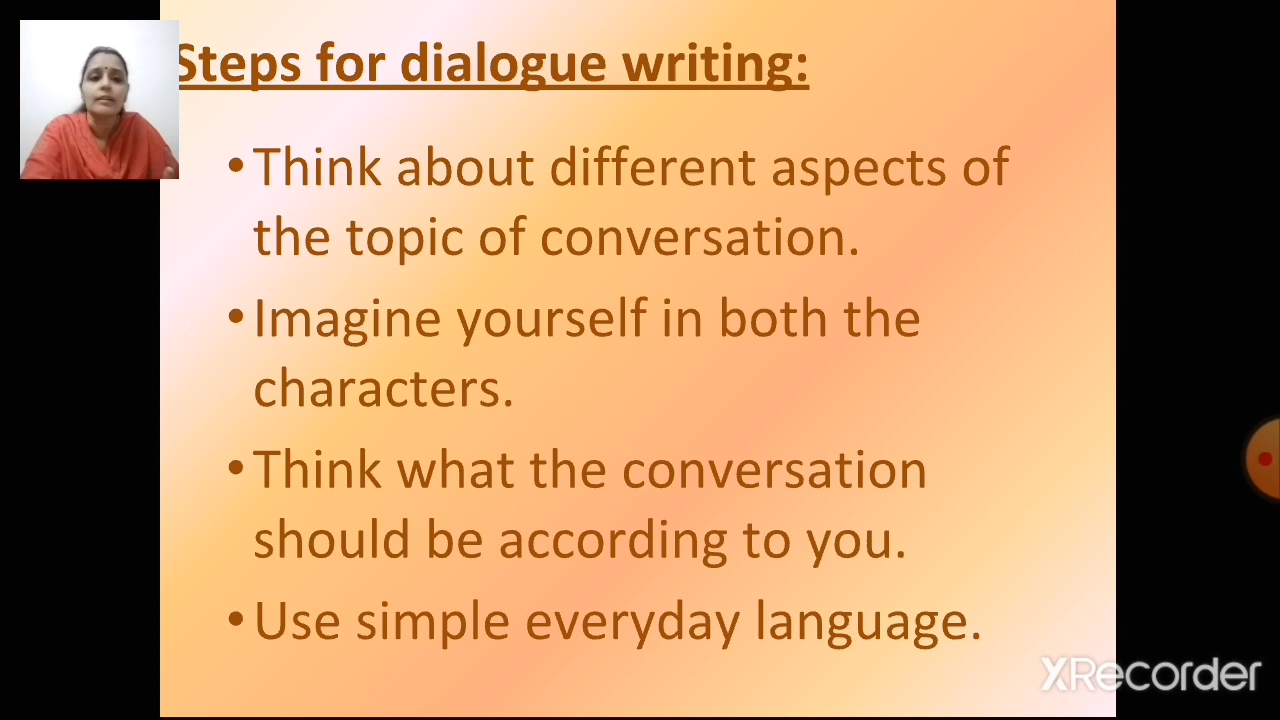 Steps for dialogue writing:
•Think about different aspects of
the topic of conversation.
•Imagine yourself in both the
characters.
•Think what the conversation
should be according to you.
•Use simple everyday language.
XRecorder